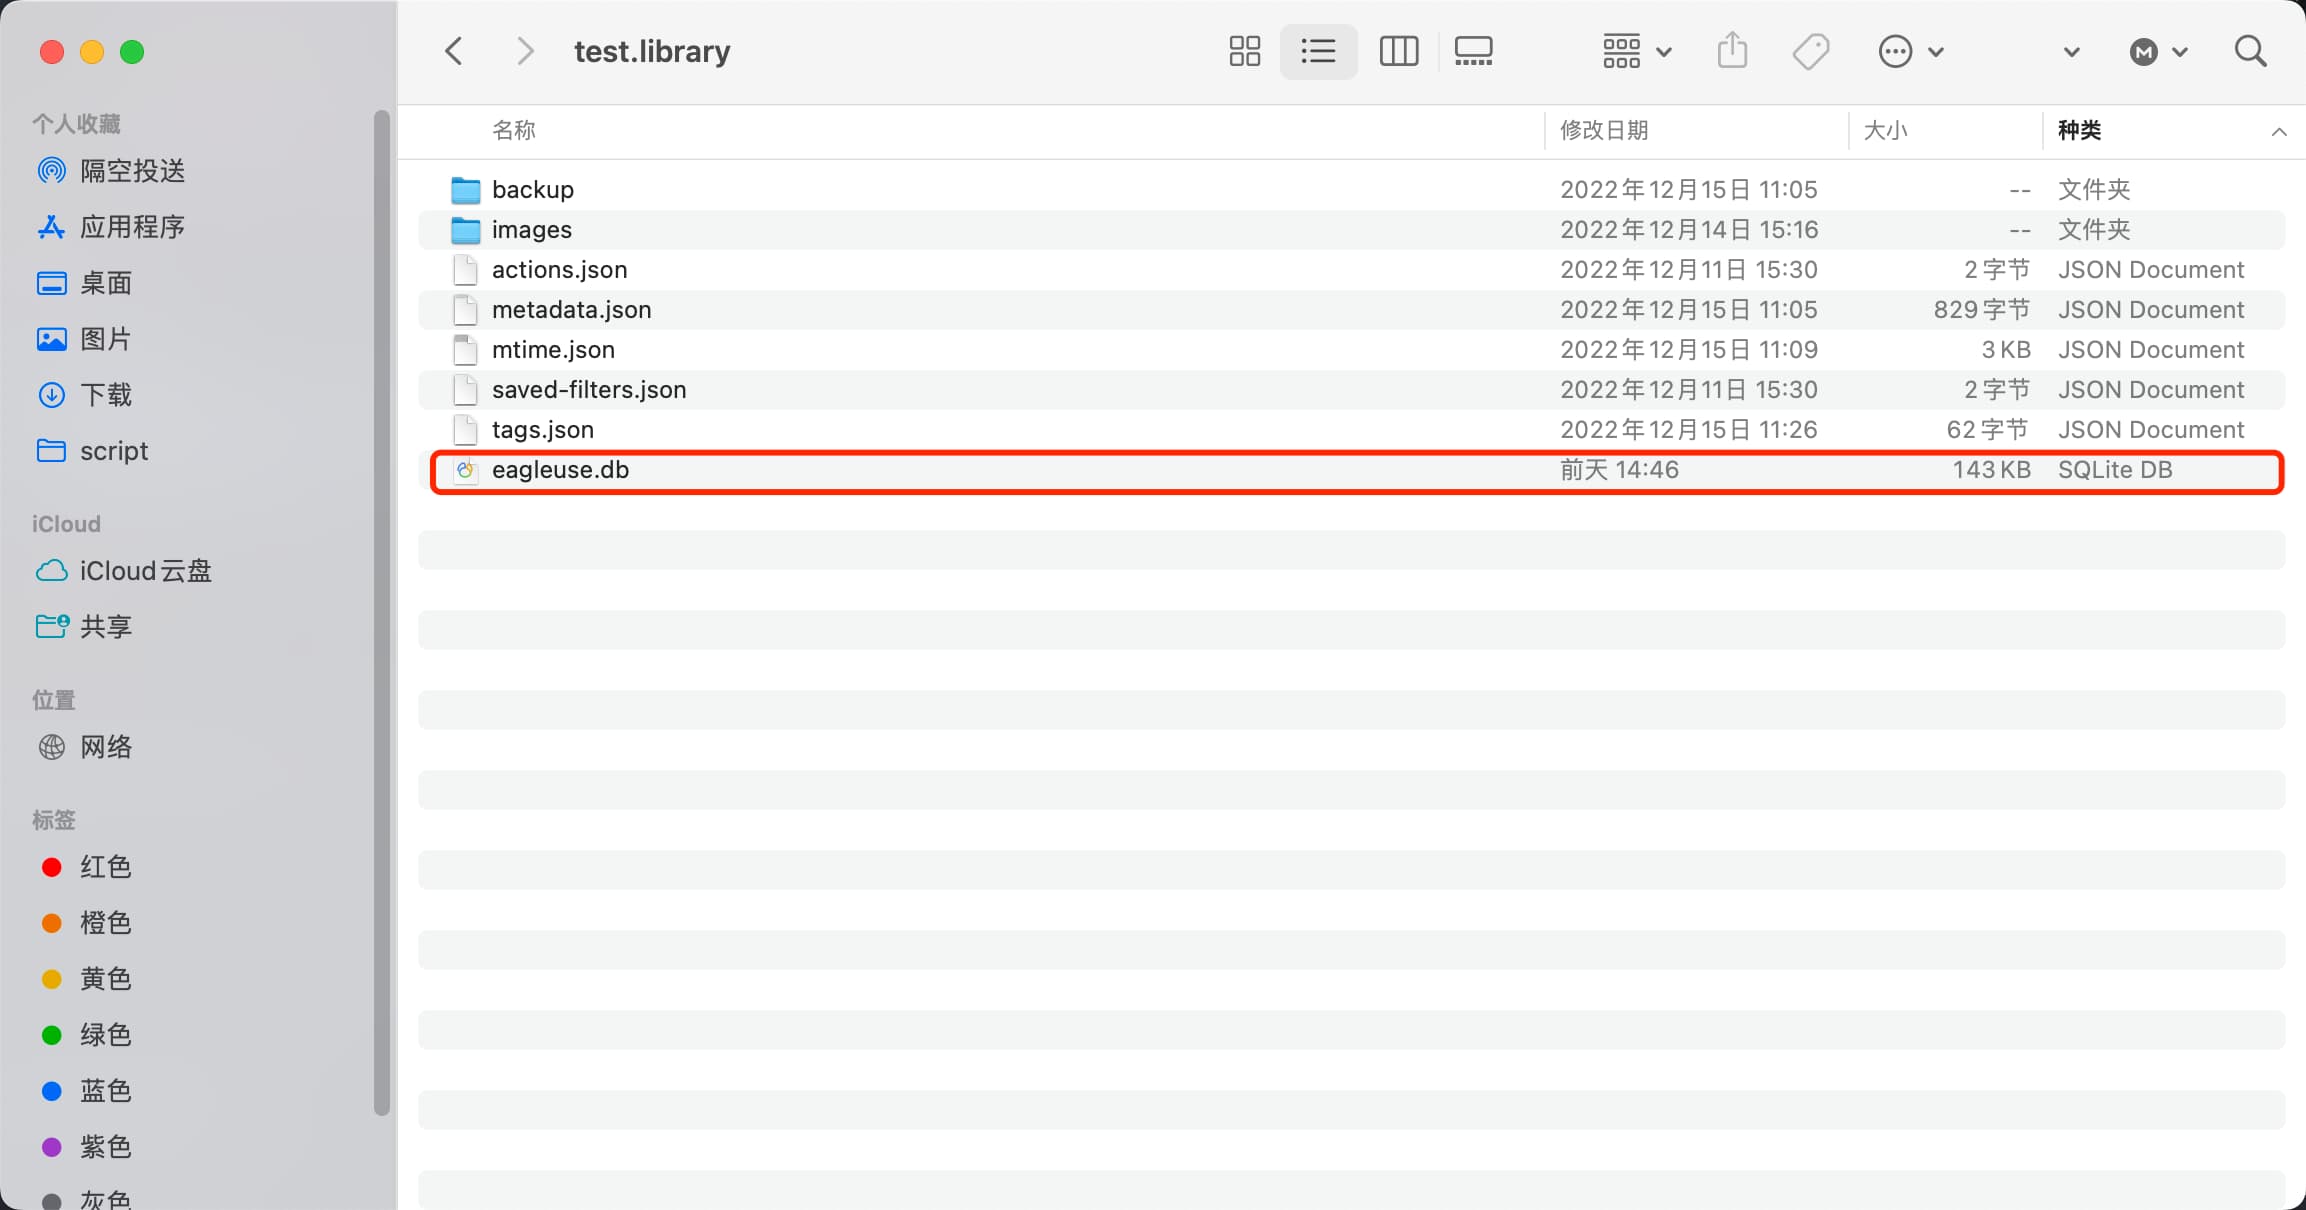 test.library
M
个人收藏
隔空投送
应用程序
桌面
图片
下载
script
iCloud
iCloud云盘
共享
位置
网络
标签
红色
橙色
黄色
绿色
蓝色
紫色
灰色
名称 修改日期 大小 种类
backup 2022年12月15日 11:05 -- 文件夹
images 2022年12月14日 15:16 -- 文件夹
actions.json 2022年12月11日 15:30 2字节 JSON Document
metadata.json 2022年12月15日 11:05 829字节 JSON Document
mtime.json 2022年12月15日 11:09 3 KB JSON Document
saved-filters.json 2022年12月11日 15:30 2字节 JSON Document
tags.json 2022年12月15日 11:26 62字节 JSON Document
eagleuse.db 前天 14:46 143 KB SQLite DB